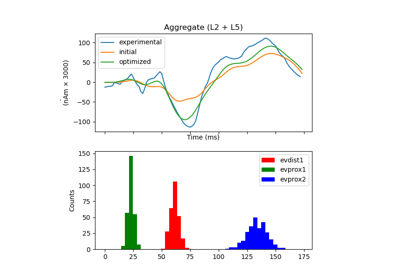 Aggregate (L2 + L5)
100
50
0
−50
−100
(nAm × 3000)
experimental
initial
optimized
Time (ms)
150
125
100
75
50
25
0
Counts
evdist1
evprox1
evprox2
0 25 50 75 100 125 150 175